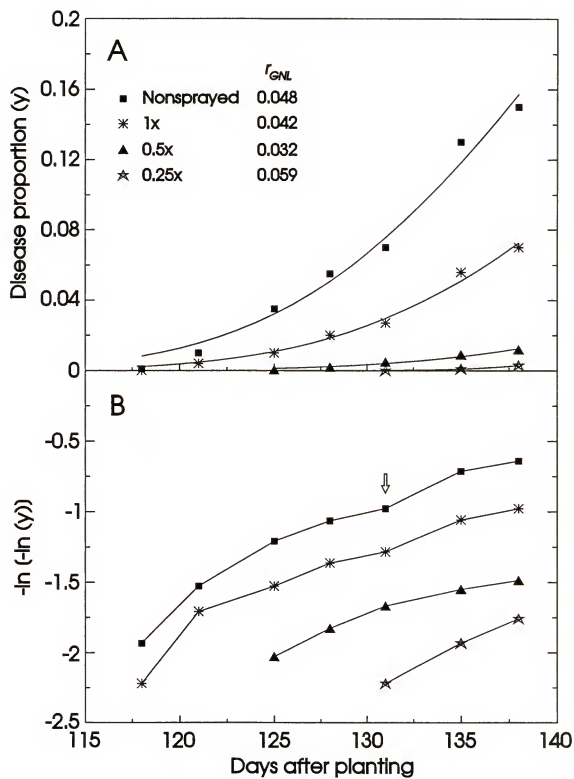 0.2
A
r_GNL
Nonsprayed 0.048
1x 0.042
0.5x 0.032
0.25x 0.059
0.16
0.12
0.08
0.04
0
Disease proportion (y)
B
-0.5
-1
-1.5
-2
-2.5
-ln (-ln (y))
115 120 125 130 135 140
Days after planting